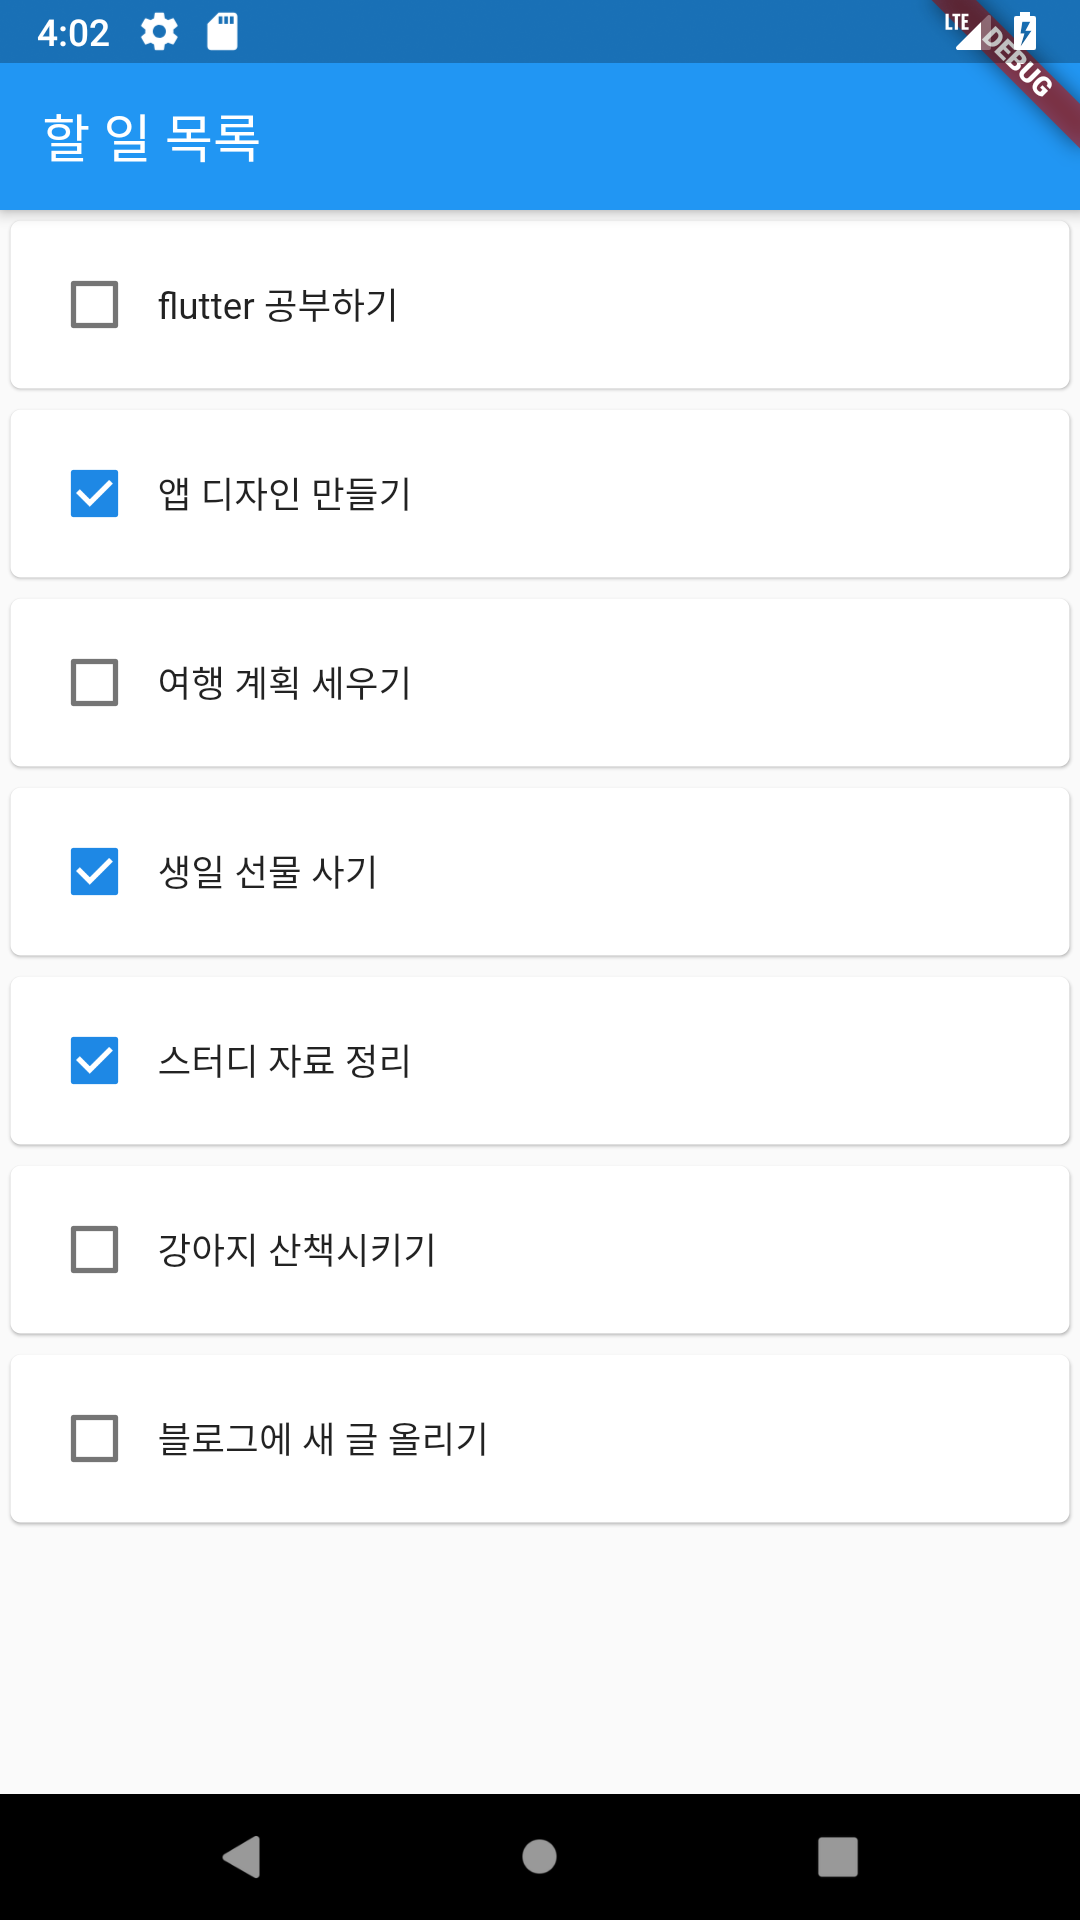 4:02
LTE
DEBUG
할 일 목록
flutter 공부하기
앱 디자인 만들기
여행 계획 세우기
생일 선물 사기
스터디 자료 정리
강아지 산책시키기
블로그에 새 글 올리기